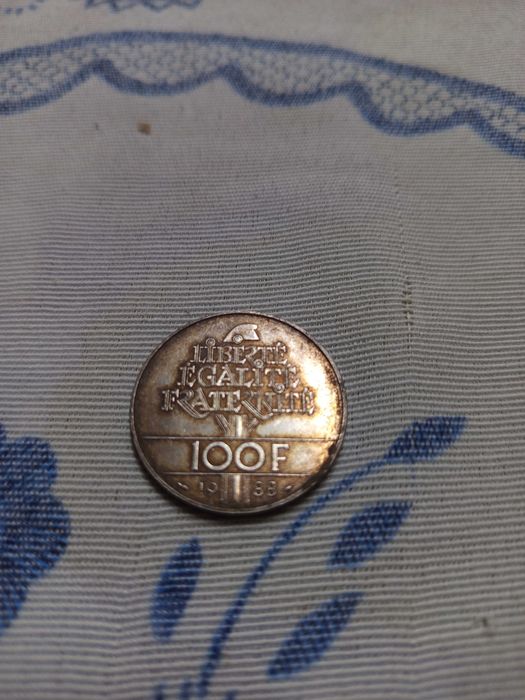 LIBERTÉ
ÉGALITÉ
FRATERNITÉ
100F
1988